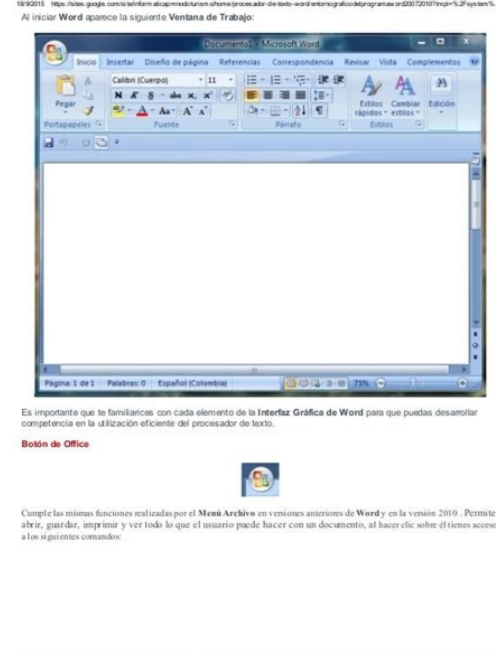 18/9/2015
Al iniciar Word aparece la siguiente Ventana de Trabajo:
Documento1 - Microsoft Word
Inicio Insertar Diseño de página Referencias Correspondencia Revisar Vista Complementos
Calibri (Cuerpo) 11
Pegar
Estilos rápidos Cambiar estilos Edición
Portapapeles Fuente Párrafo Estilos
Página: 1 de 1 Palabras: 0 Español (Colombia) 75%
Es importante que te familiarices con cada elemento de la Interfaz Gráfica de Word para que puedas desarrollar
competencia en la utilización eficiente del procesador de texto.
Botón de Office
Cumple las mismas funciones realizadas por el Menú Archivo en versiones anteriores de Word y en la versión 2010 . Permite
abrir, guardar, imprimir y ver todo lo que el usuario puede hacer con un documento, al hacer clic sobre él tienes acceso
a los siguientes comandos: